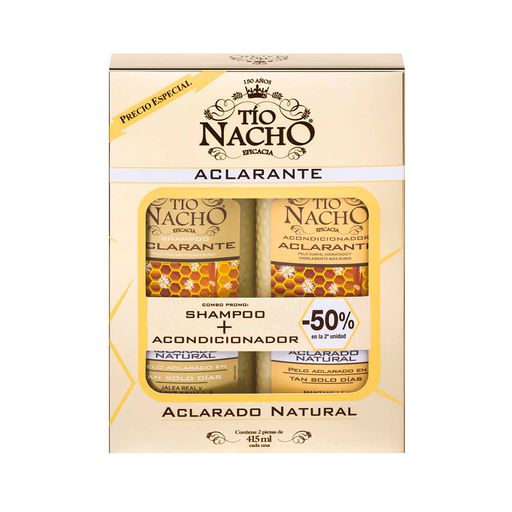 PRECIO ESPECIAL
150 AÑOS
TÍO
NACHO
EFICACIA
ACLARANTE
TÍO
NACHO
EFICACIA
SHAMPOO
CLARANTE
TÍO
NACHO
EFICACIA
ACONDICIONADOR
ACLARANTE
PELO SUAVE, HIDRATADO Y
VISIBLEMENTE MÁS RUBIO
COMBO PROMO:
SHAMPOO
+
ACONDICIONADOR
-50%
en la 2ª unidad
ACLARADO
NATURAL
PELO ACLARADO EN
TAN SOLO DÍAS
JALEA REAL Y
ACLARADO
NATURAL
PELO ACLARADO EN
TAN SOLO DÍAS
ACLARADO NATURAL
Contiene 2 piezas de
415 ml
cada una